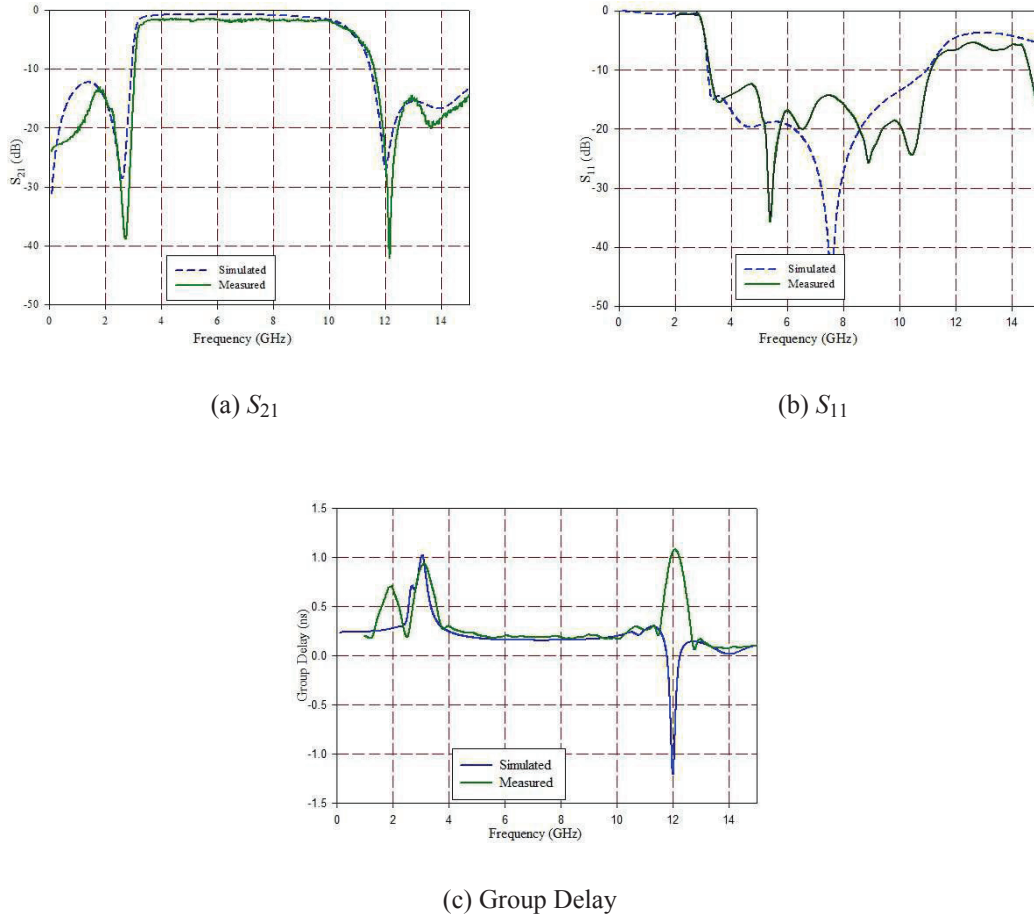 0
-10
-20
-30
-40
-50
S21 (dB)
0 2 4 6 8 10 12 14
Frequency (GHz)
Simulated
Measured
(a) S21
0
-10
-20
-30
-40
-50
S11 (dB)
0 2 4 6 8 10 12 14
Frequency (GHz)
Simulated
Measured
(b) S11
1.5
1.0
0.5
0.0
-0.5
-1.0
-1.5
Group Delay (ns)
0 2 4 6 8 10 12 14
Frequency (GHz)
Simulated
Measured
(c) Group Delay